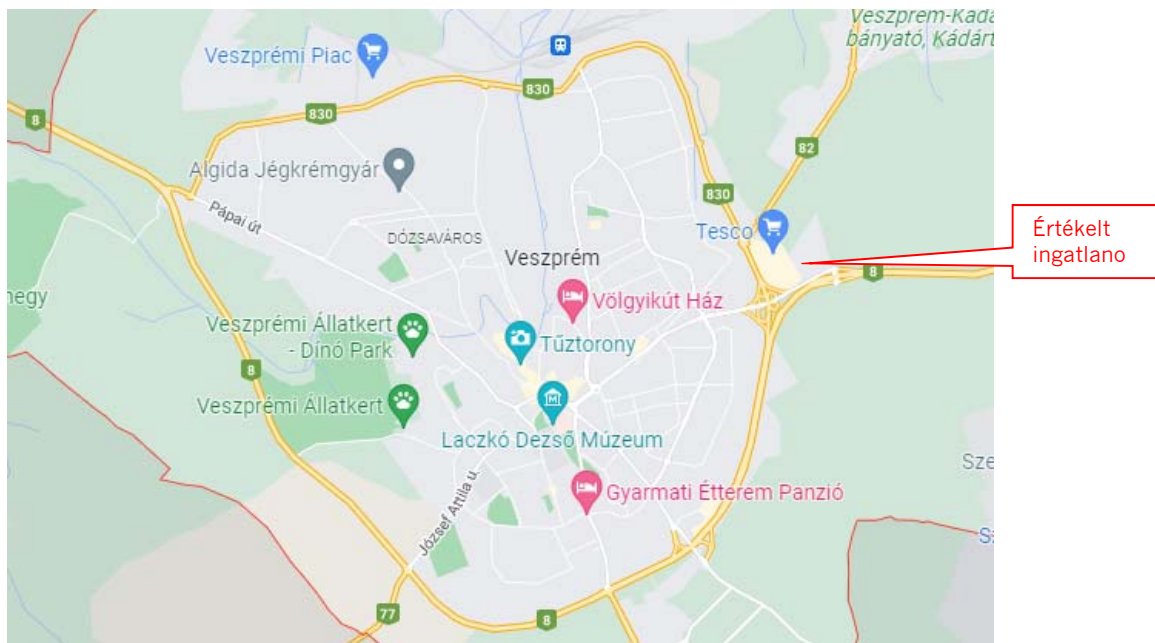 Veszprém-Káda
bányató, Kádárt
Veszprémi Piac
830
830
8
82
Algida Jégkrémgyár
830
Pápai út
Tesco
DÓZSAVÁROS
Veszprém
Értékelt
ingatlano
8
negy
Völgyikút Ház
Veszprémi Állatkert
- Dínó Park
Tűztorony
8
Veszprémi Állatkert
Laczkó Dezső Múzeum
Sze
József Attila u.
Gyarmati Étterem Panzió
S
77
8